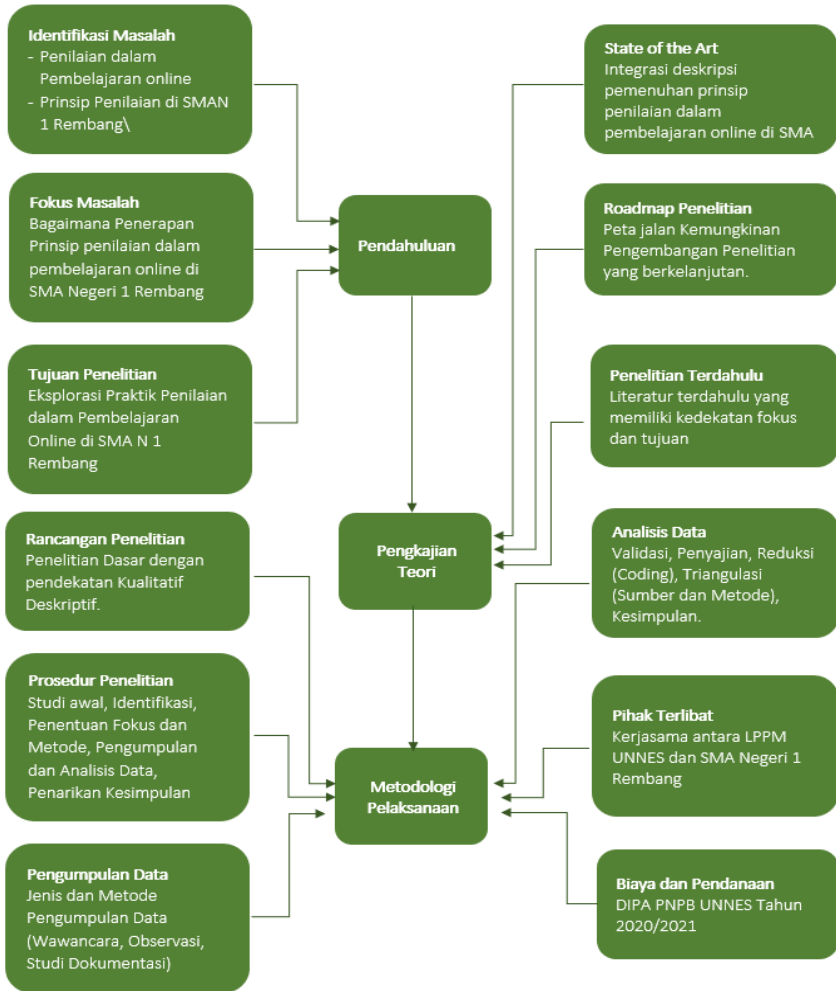 Identifikasi Masalah
- Penilaian dalam
Pembelajaran online
- Prinsip Penilaian di SMAN
1 Rembang\
Fokus Masalah
Bagaimana Penerapan
Prinsip penilaian dalam
pembelajaran online di
SMA Negeri 1 Rembang
Tujuan Penelitian
Eksplorasi Praktik Penilaian
dalam Pembelajaran
Online di SMA N 1
Rembang
Pendahuluan
State of the Art
Integrasi deskripsi
pemenuhan prinsip
penilaian dalam
pembelajaran online di SMA
Roadmap Penelitian
Peta jalan Kemungkinan
Pengembangan Penelitian
yang berkelanjutan.
Penelitian Terdahulu
Literatur terdahulu yang
memiliki kedekatan fokus
dan tujuan
Pengkajian
Teori
Rancangan Penelitian
Penelitian Dasar dengan
pendekatan Kualitatif
Deskriptif.
Prosedur Penelitian
Studi awal, Identifikasi,
Penentuan Fokus dan
Metode, Pengumpulan
dan Analisis Data,
Penarikan Kesimpulan
Pengumpulan Data
Jenis dan Metode
Pengumpulan Data
(Wawancara, Observasi,
Studi Dokumentasi)
Metodologi
Pelaksanaan
Analisis Data
Validasi, Penyajian, Reduksi
(Coding), Triangulasi
(Sumber dan Metode),
Kesimpulan.
Pihak Terlibat
Kerjasama antara LPPM
UNNES dan SMA Negeri 1
Rembang
Biaya dan Pendanaan
DIPA PNPB UNNES Tahun
2020/2021